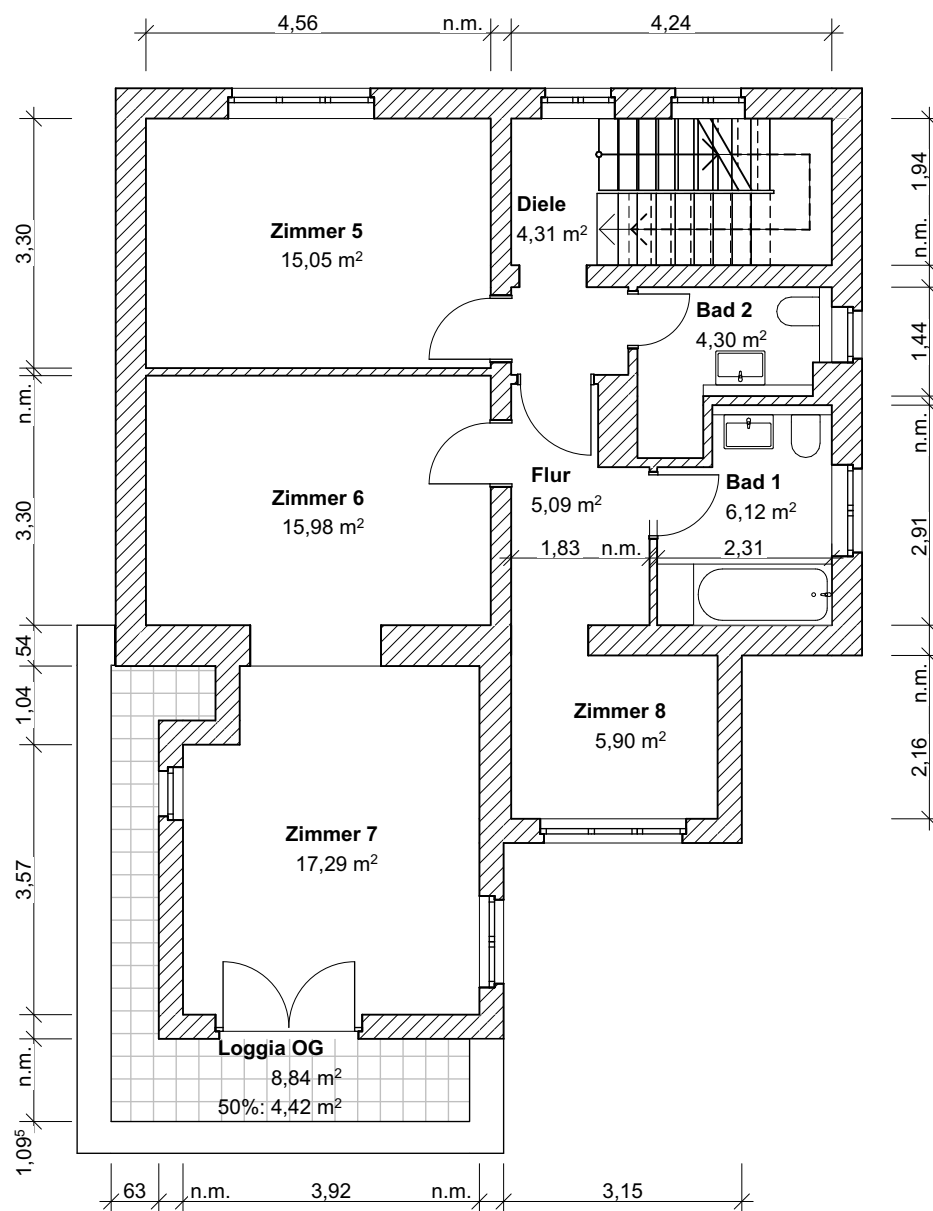 4,56 n.m. 4,24
Zimmer 5
15,05 m²
Diele
4,31 m²
Bad 2
4,30 m²
Zimmer 6
15,98 m²
Flur
5,09 m²
Bad 1
6,12 m²
1,83 n.m. 2,31
Zimmer 8
5,90 m²
Zimmer 7
17,29 m²
Loggia OG
8,84 m²
50%: 4,42 m²
3,30
n.m.
3,30
54
1,04
3,57
n.m.
1,09⁵
1,94
n.m.
1,44
n.m.
2,91
n.m.
2,16
63 n.m. 3,92 n.m. 3,15